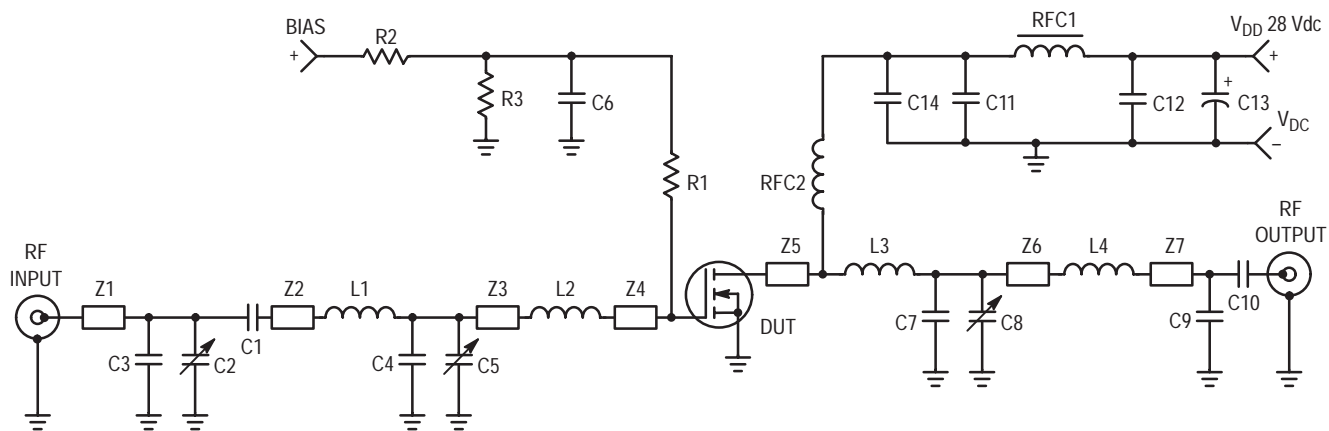 BIAS
+
R2
R3
C6
R1
RFC1
VDD 28 Vdc
+
C14
C11
C12
+
C13
VDC
–
RFC2
RF
INPUT
Z1
C3
C2
C1
Z2
L1
C4
C5
Z3
L2
Z4
DUT
Z5
L3
C7
C8
Z6
L4
Z7
C9
C10
RF
OUTPUT